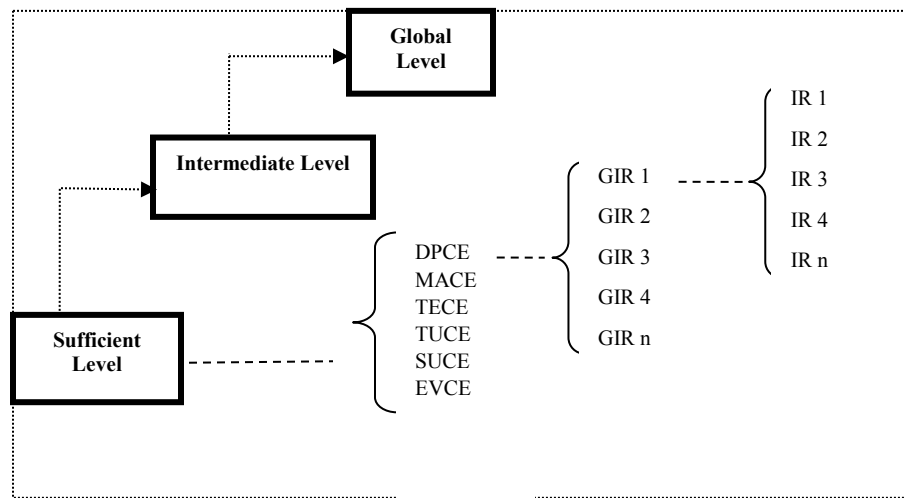 Global
Level
Intermediate Level
Sufficient
Level
DPCE
MACE
TECE
TUCE
SUCE
EVCE
GIR 1
GIR 2
GIR 3
GIR 4
GIR n
IR 1
IR 2
IR 3
IR 4
IR n